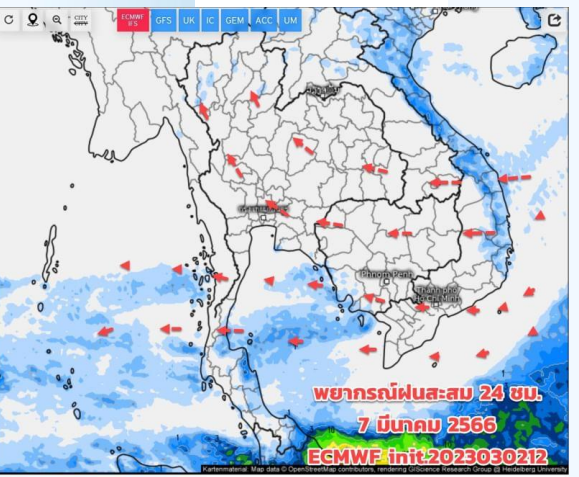 CITY
CITY
ECMWF
IFS
GFS
UK
IC
GEM
ACC
UM
Phnom Penh
Thành phố
Hồ Chí Minh
พยากรณ์ฝนสะสม 24 ชม.
7 มีนาคม 2566
ECMWF init.2023030212
Kartenmaterial: Map data © OpenStreetMap contributors, rendering GIScience Research Group @ Heidelberg University